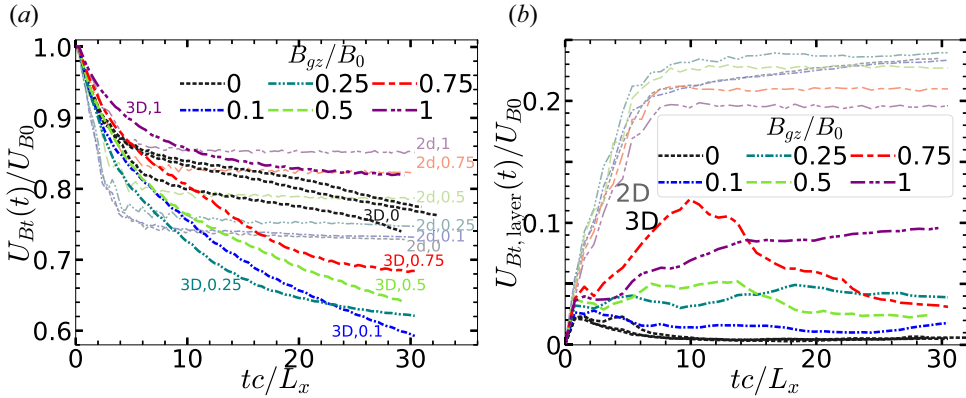 (a)
U_{Bt}(t)/U_{B0}
1.0
0.9
0.8
0.7
0.6
B_{gz}/B_0
0 0.25 0.75
0.1 0.5 1
3D,1
2d,1
2d,0.75
2d,0.5
3D,0
2d,0.25
2d,0.1
2d,0
3D,0.75
3D,0.25
3D,0.5
3D,0.1
0 10 20 30
tc/L_x
(b)
U_{Bt,layer}(t)/U_{B0}
0.2
0.1
0
B_{gz}/B_0
0 0.25 0.75
0.1 0.5 1
2D
3D
0 10 20 30
tc/L_x